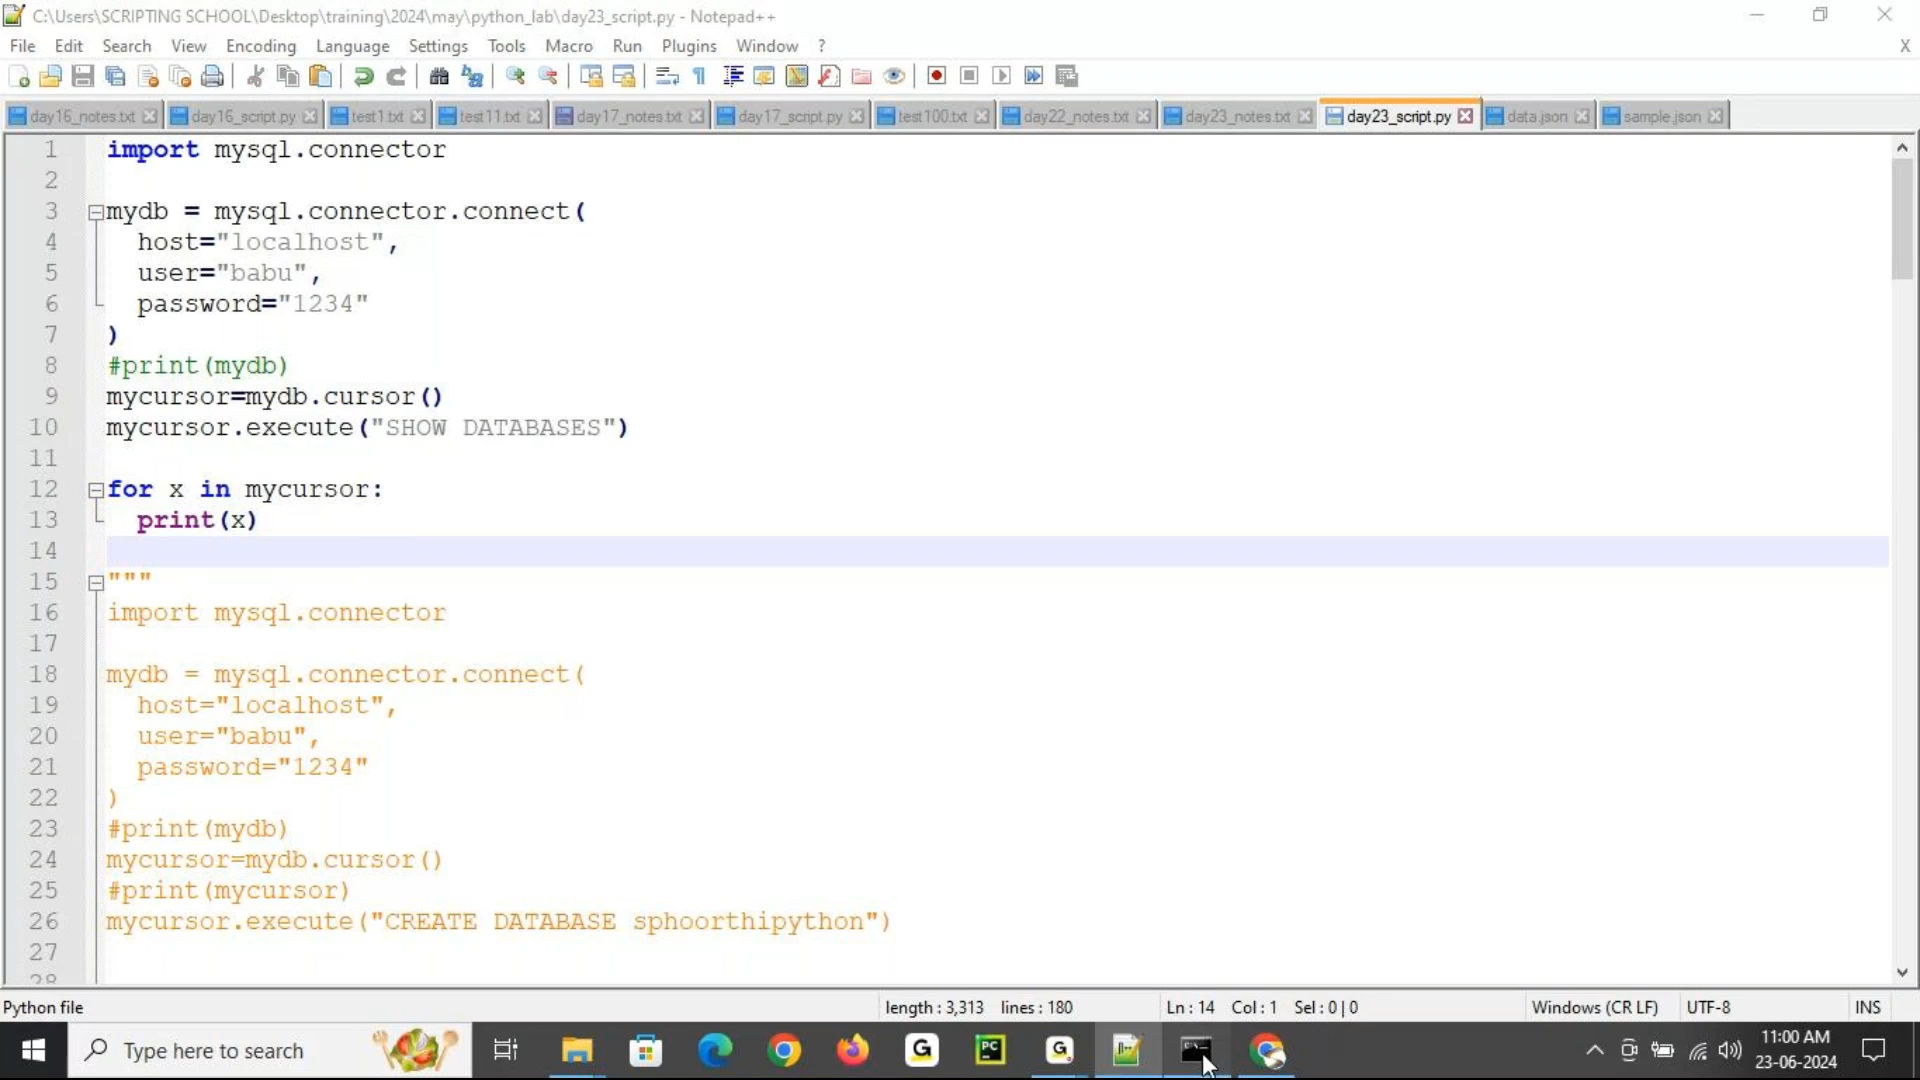 C:\Users\SCRIPTING SCHOOL\Desktop\training\2024\may\python_lab\day23_script.py - Notepad++
File Edit Search View Encoding Language Settings Tools Macro Run Plugins Window ? X
day16_notes.txt day16_script.py test1.txt test11.txt day17_notes.txt day17_script.py test100.txt day22_notes.txt day23_notes.txt day23_script.py data.json sample.json
1 import mysql.connector
2
3 mydb = mysql.connector.connect(
4 host="localhost",
5 user="babu",
6 password="1234"
7 )
8 #print(mydb)
9 mycursor=mydb.cursor()
10 mycursor.execute("SHOW DATABASES")
11
12 for x in mycursor:
13 print(x)
14
15 """
16 import mysql.connector
17
18 mydb = mysql.connector.connect(
19 host="localhost",
20 user="babu",
21 password="1234"
22 )
23 #print(mydb)
24 mycursor=mydb.cursor()
25 #print(mycursor)
26 mycursor.execute("CREATE DATABASE sphoorthipython")
27
28
Python file length : 3,313 lines : 180 Ln : 14 Col : 1 Sel : 0 | 0 Windows (CR LF) UTF-8 INS
Type here to search
11:00 AM
23-06-2024